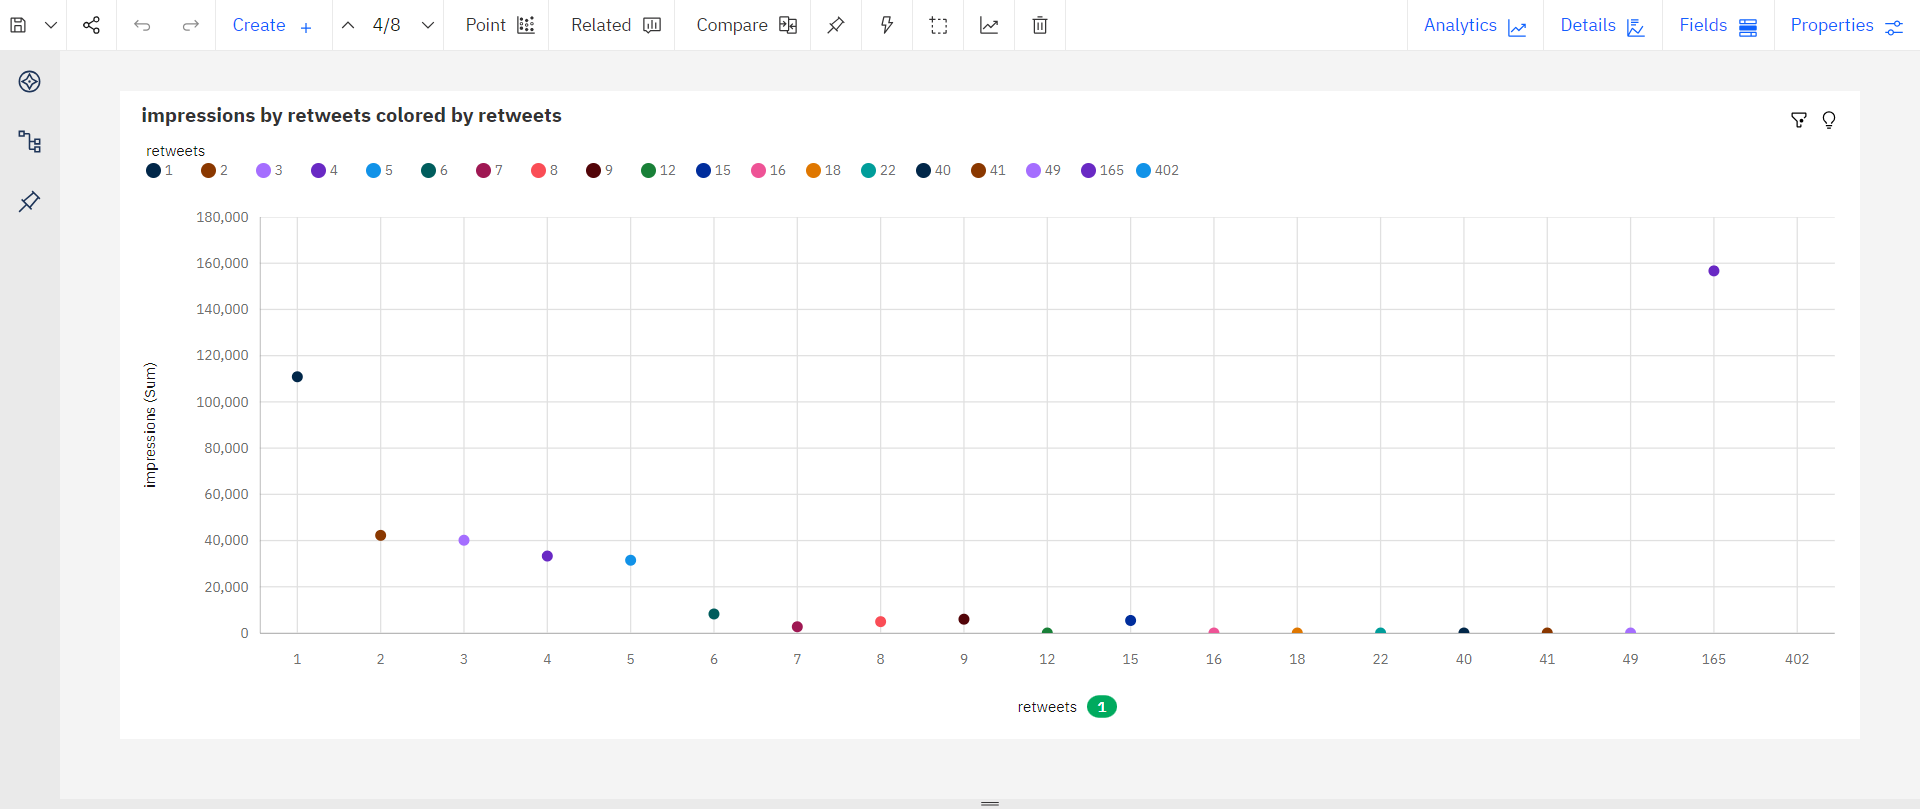 Create + 4/8 Point Related Compare Analytics Details Fields Properties
impressions by retweets colored by retweets
retweets
1 2 3 4 5 6 7 8 9 12 15 16 18 22 40 41 49 165 402
180,000
160,000
140,000
120,000
100,000
80,000
60,000
40,000
20,000
0
impressions (Sum)
1 2 3 4 5 6 7 8 9 12 15 16 18 22 40 41 49 165 402
retweets 1